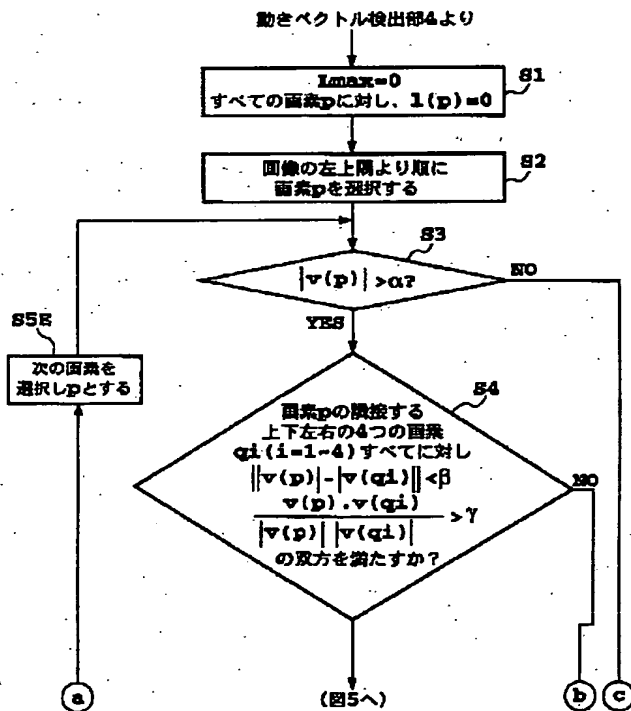 動きベクトル検出部4より
S1
Lmax=0
すべての画素pに対し、l(p)=0
S2
画像の左上隅より順に
画素pを選択する
S3
|v(p)|>α?
NO
YES
S5E
次の画素を
選択しpとする
S4
画素pの隣接する
上下左右の4つの画素
qi(i=1~4)すべてに対し
||v(p)|-|v(qi)||<β
v(p).v(qi)
|v(p)||v(qi)|
>γ
の双方を満たすか?
NO
a
(図5へ)
b
c